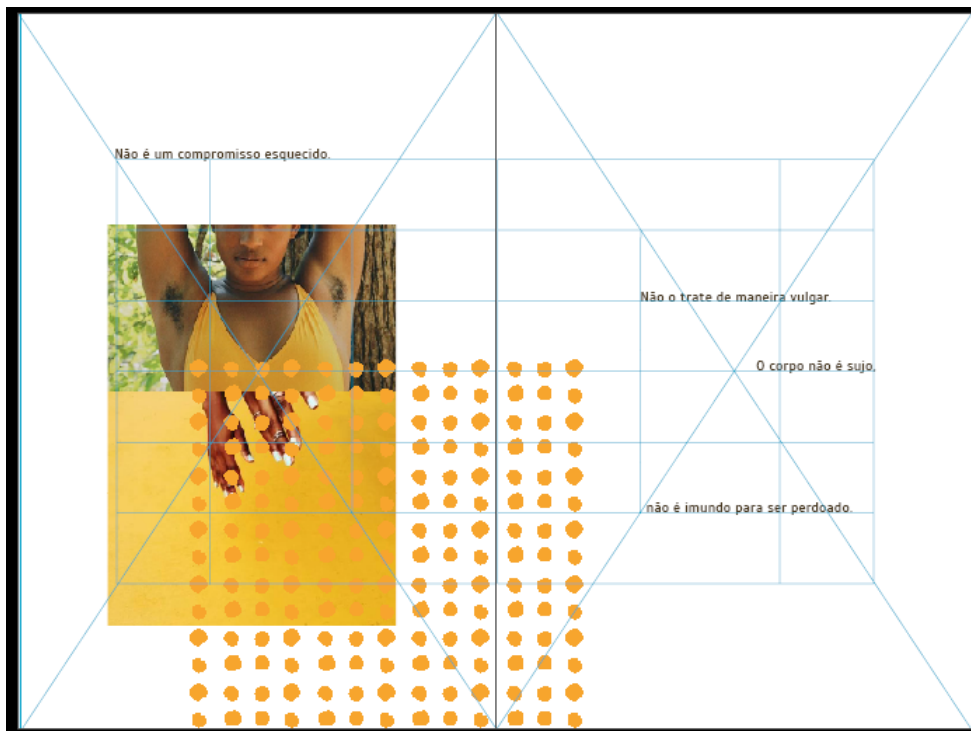 Não é um compromisso esquecido.
Não o trate de maneira vulgar.
O corpo não é sujo,
não é imundo para ser perdoado.